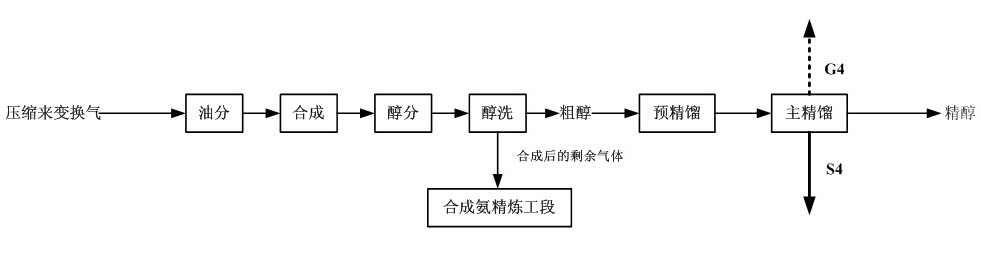 G4
压缩来变换气
油分
合成
醇分
醇洗
粗醇
预精馏
主精馏
精醇
合成后的剩余气体
S4
合成氨精炼工段